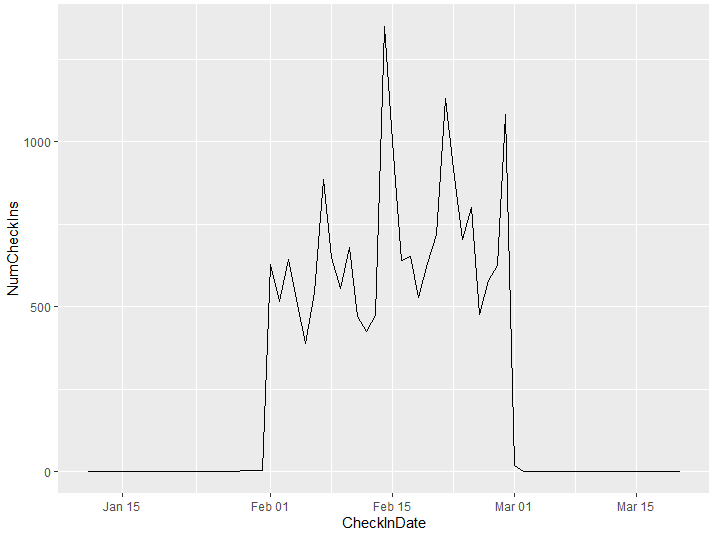 NumCheckIns
1000
500
0
Jan 15
Feb 01
Feb 15
Mar 01
Mar 15
CheckInDate